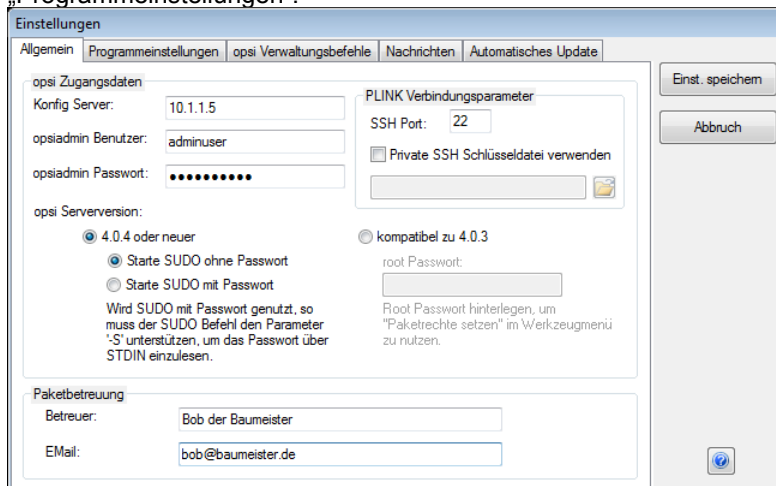 „Programmeinstellungen“.
Einstellungen
Allgemein Programmeinstellungen opsi Verwaltungsbefehle Nachrichten Automatisches Update
opsi Zugangsdaten
Konfig Server: 10.1.1.5
opsiadmin Benutzer: adminuser
opsiadmin Passwort: ●●●●●●●●●●
PLINK Verbindungsparameter
SSH Port: 22
Private SSH Schlüsseldatei verwenden
opsi Serverversion:
4.0.4 oder neuer
Starte SUDO ohne Passwort
Starte SUDO mit Passwort
Wird SUDO mit Passwort genutzt, so
muss der SUDO Befehl den Parameter
'-S' unterstützen, um das Passwort über
STDIN einzulesen.
kompatibel zu 4.0.3
root Passwort:
Root Passwort hinterlegen, um
"Paketrechte setzen" im Werkzeugmenü
zu nutzen.
Paketbetreuung
Betreuer: Bob der Baumeister
EMail: bob@baumeister.de
Einst. speichern
Abbruch
?